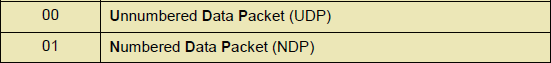 00 Unnumbered Data Packet (UDP)
01 Numbered Data Packet (NDP)